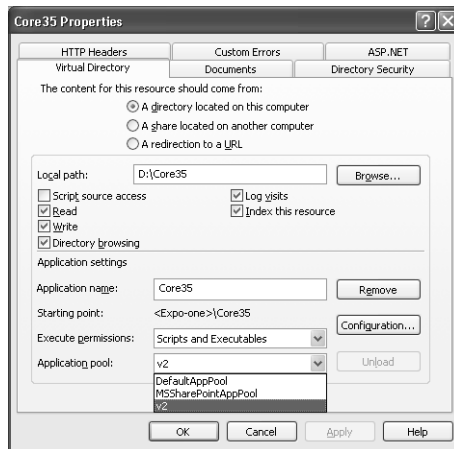 Core35 Properties
HTTP Headers Custom Errors ASP.NET
Virtual Directory Documents Directory Security
The content for this resource should come from:
A directory located on this computer
A share located on another computer
A redirection to a URL
Local path: D:\Core35 Browse...
Script source access Log visits
Read Index this resource
Write
Directory browsing
Application settings
Application name: Core35 Remove
Starting point: <Expo-one>\Core35
Configuration...
Execute permissions: Scripts and Executables
Application pool: v2 Unload
DefaultAppPool
MSSharePointAppPool
v2
OK Cancel Apply Help